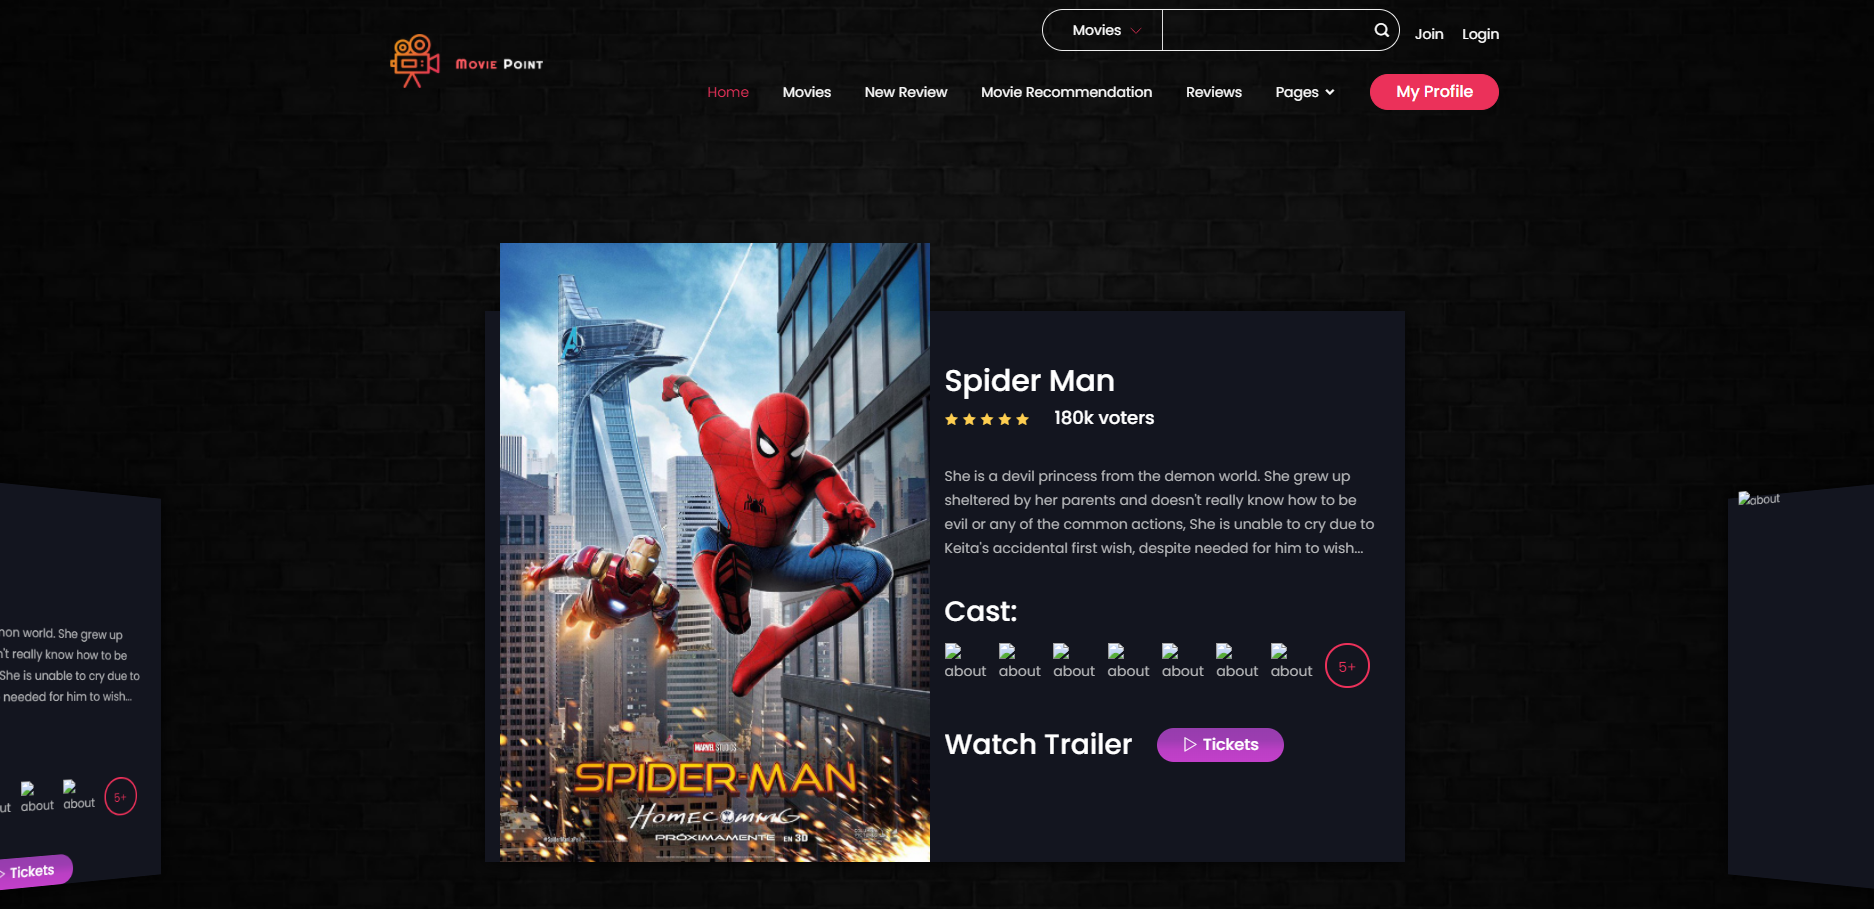 Movies
Join
Login
Movie Point
Home
Movies
New Review
Movie Recommendation
Reviews
Pages
My Profile
Spider Man
180k voters
She is a devil princess from the demon world. She grew up
sheltered by her parents and doesn't really know how to be
evil or any of the common actions, She is unable to cry due to
Keita's accidental first wish, despite needed for him to wish...
Cast:
about
about
about
about
about
about
about
5+
Watch Trailer
Tickets
MARVEL STUDIOS
SPIDER-MAN
HOMECOMING
PRÓXIMAMENTE EN 3D
non world. She grew up
n't really know how to be
She is unable to cry due to
needed for him to wish...
ut
about
about
5+
Tickets
about